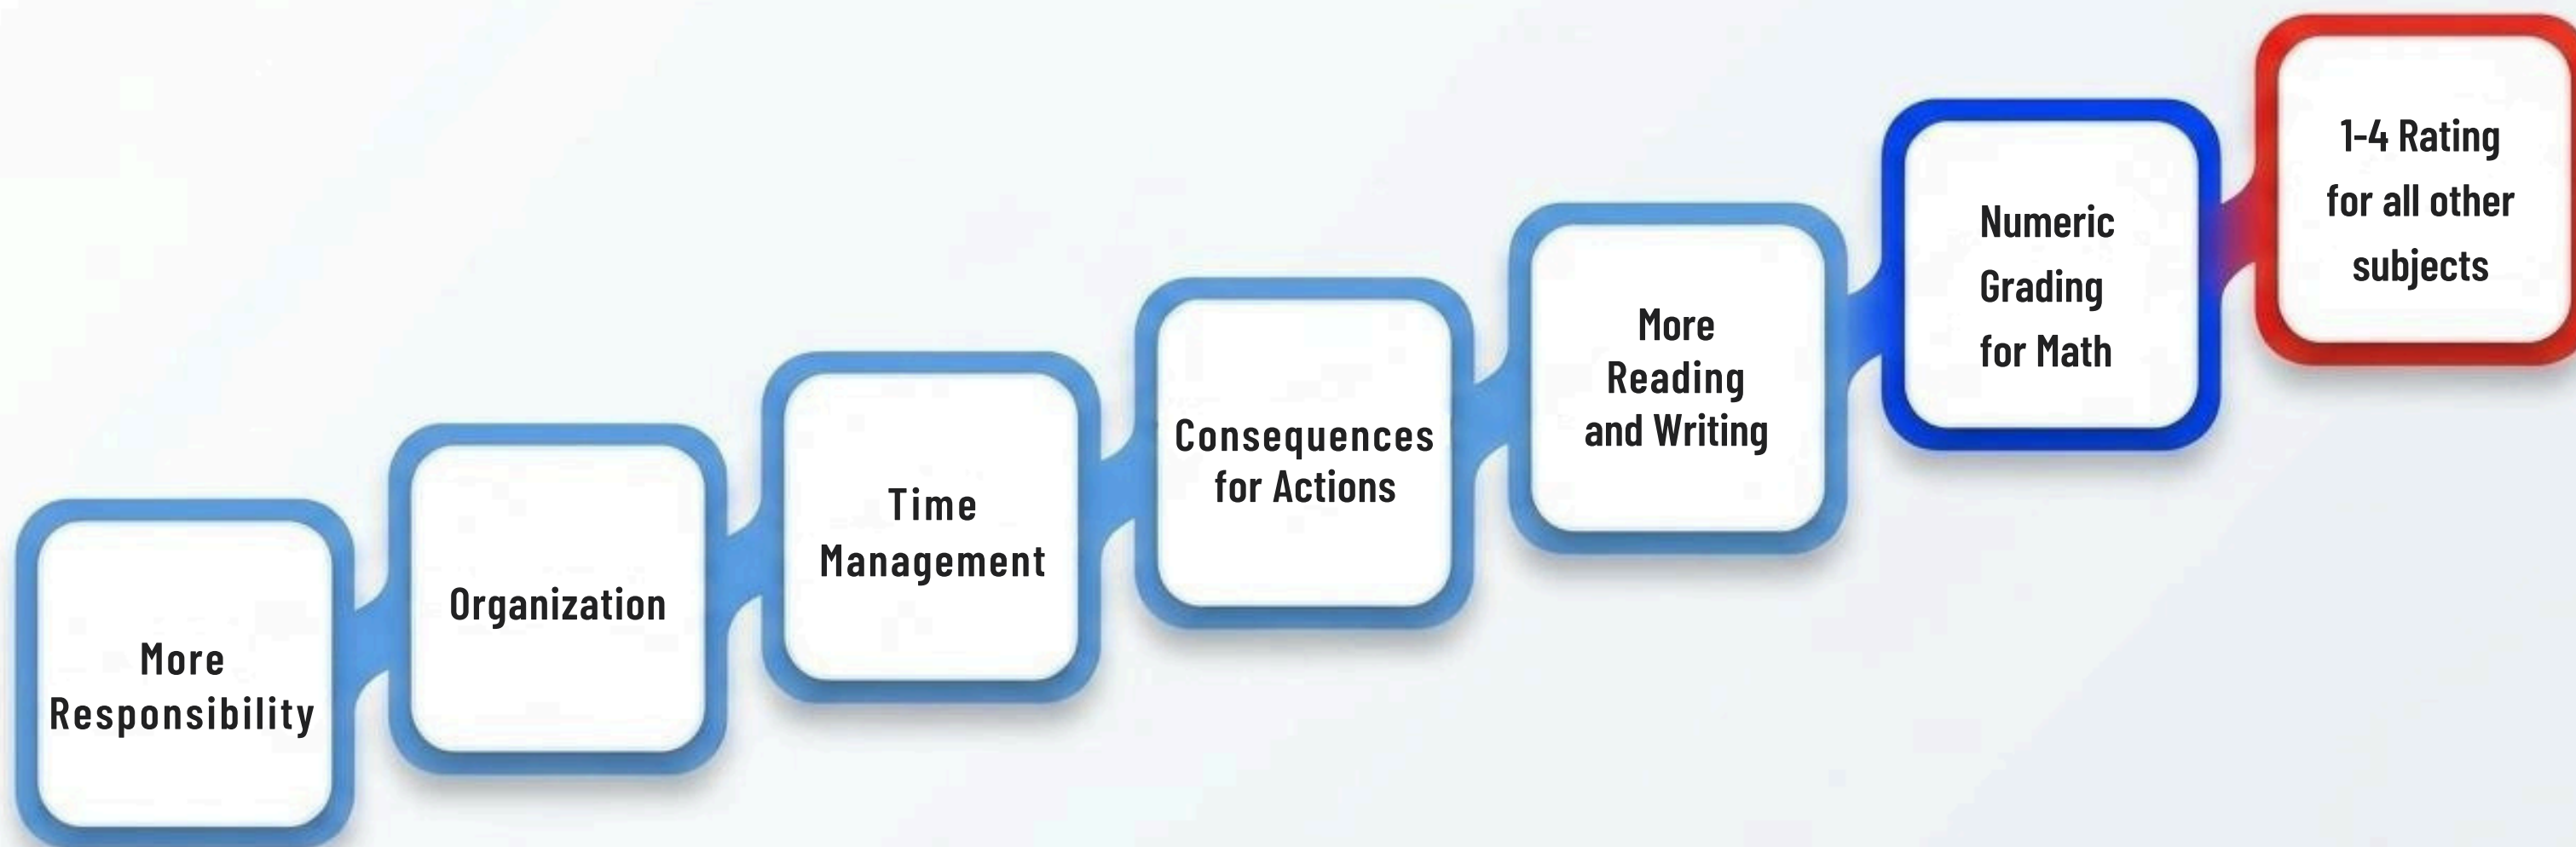 More
Responsibility
Organization
Time
Management
Consequences
for Actions
More
Reading
and Writing
Numeric
Grading
for Math
1-4 Rating
for all other
subjects